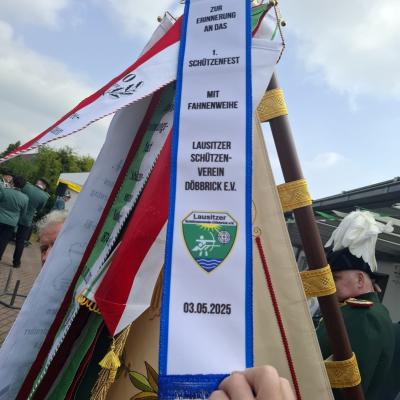 ZUR
ERINNERUNG
AN DAS
1.
SCHÜTZENFEST
MIT
FAHNENWEIHE
LAUSITZER
SCHÜTZEN-
VEREIN
DÖBBRICK E.V.
Lausitzer
03.05.2025